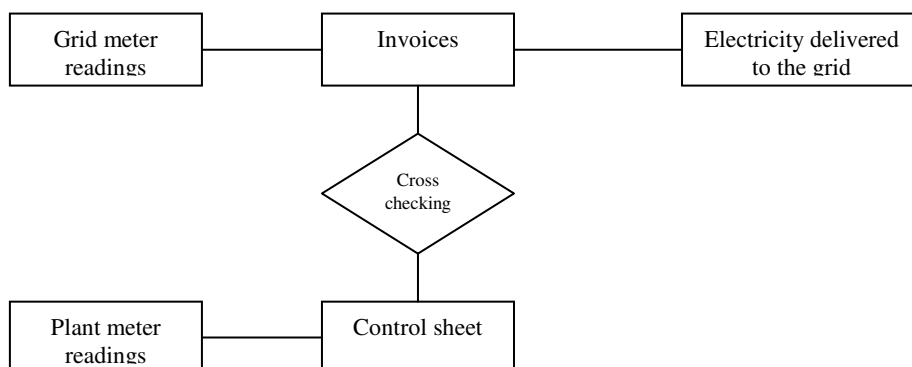 Grid meter
readings
Invoices
Electricity delivered
to the grid
Cross
checking
Plant meter
readings
Control sheet